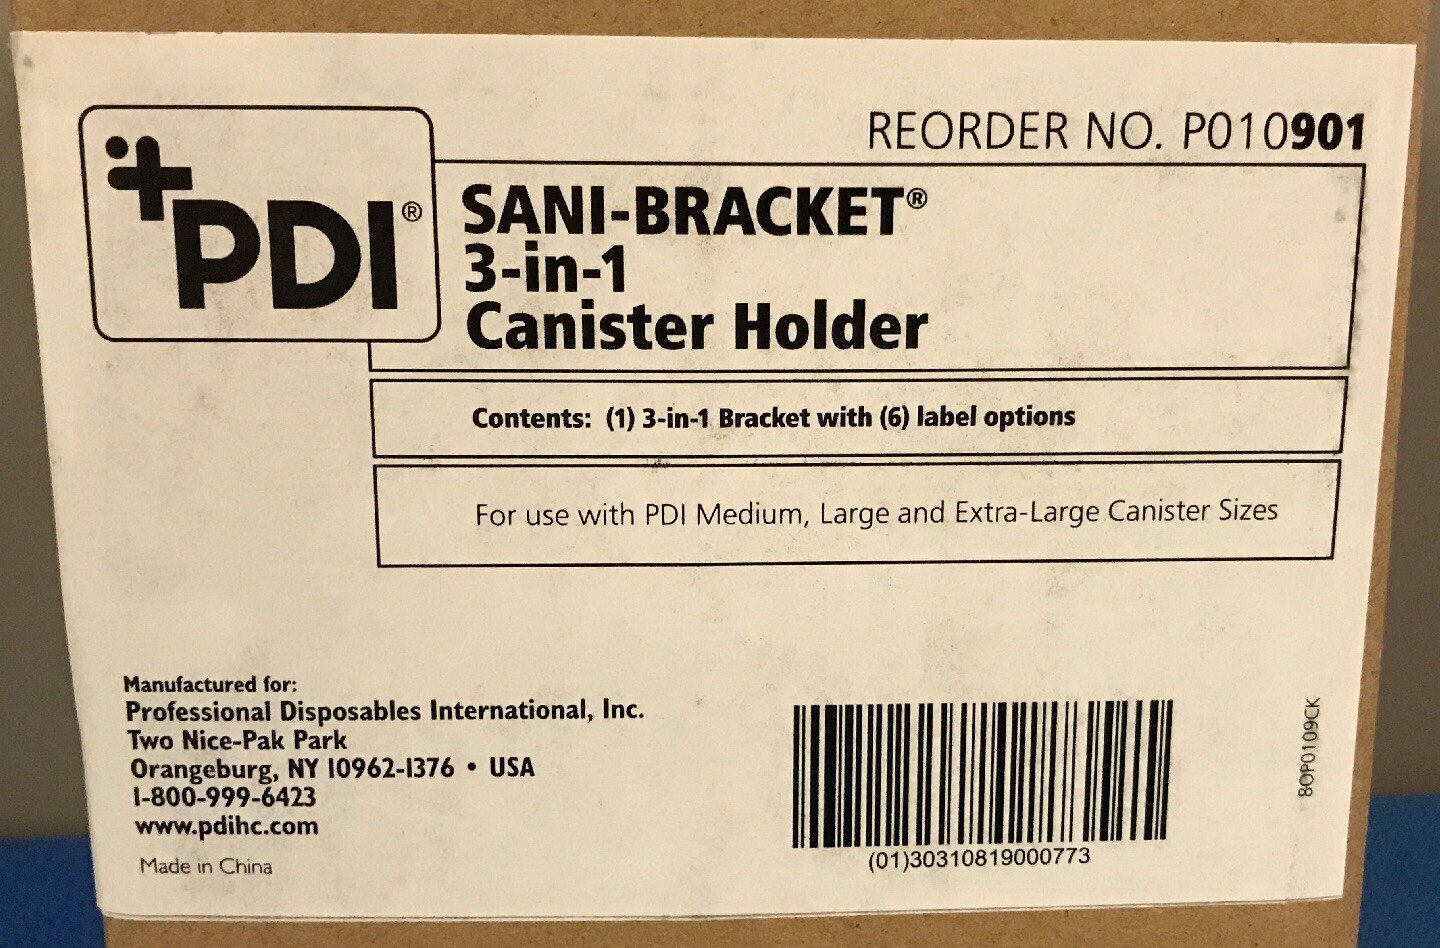 REORDER NO. P010901
PDI®
SANI-BRACKET®
3-in-1
Canister Holder
Contents: (1) 3-in-1 Bracket with (6) label options
For use with PDI Medium, Large and Extra-Large Canister Sizes
Manufactured for:
Professional Disposables International, Inc.
Two Nice-Pak Park
Orangeburg, NY 10962-1376 • USA
1-800-999-6423
www.pdihc.com
Made in China
(01)30310819000773
8OP0109CK